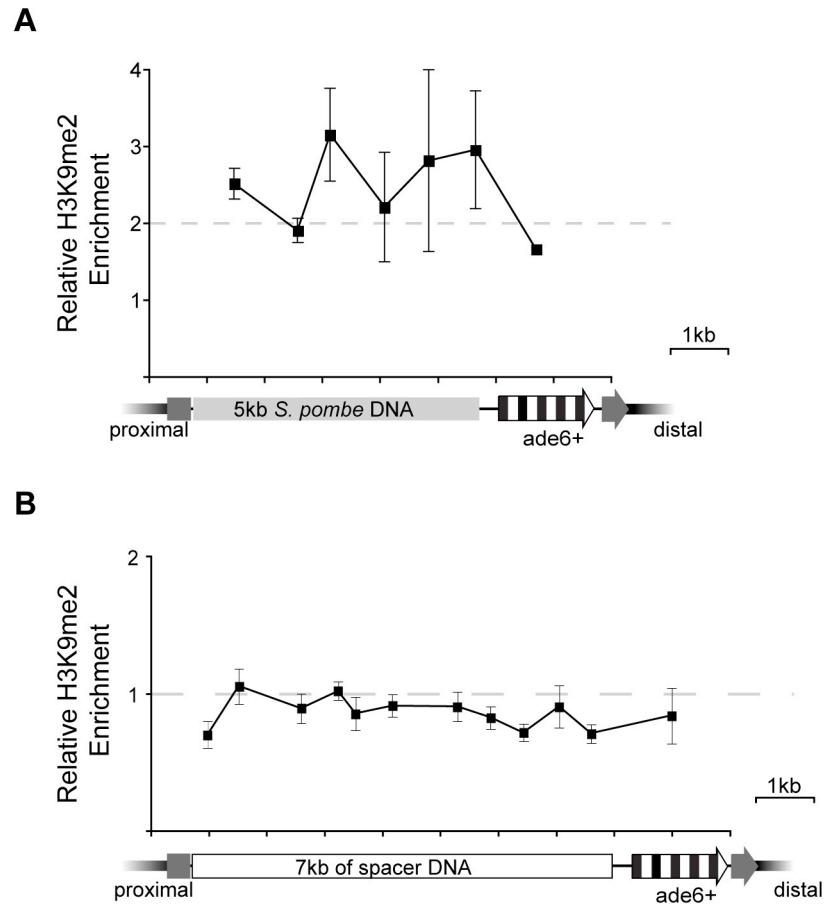 A
4
3
2
1
Relative H3K9me2
Enrichment
1kb
5kb S. pombe DNA
proximal
ade6+
distal
B
2
1
Relative H3K9me2
Enrichment
1kb
7kb of spacer DNA
proximal
ade6+
distal